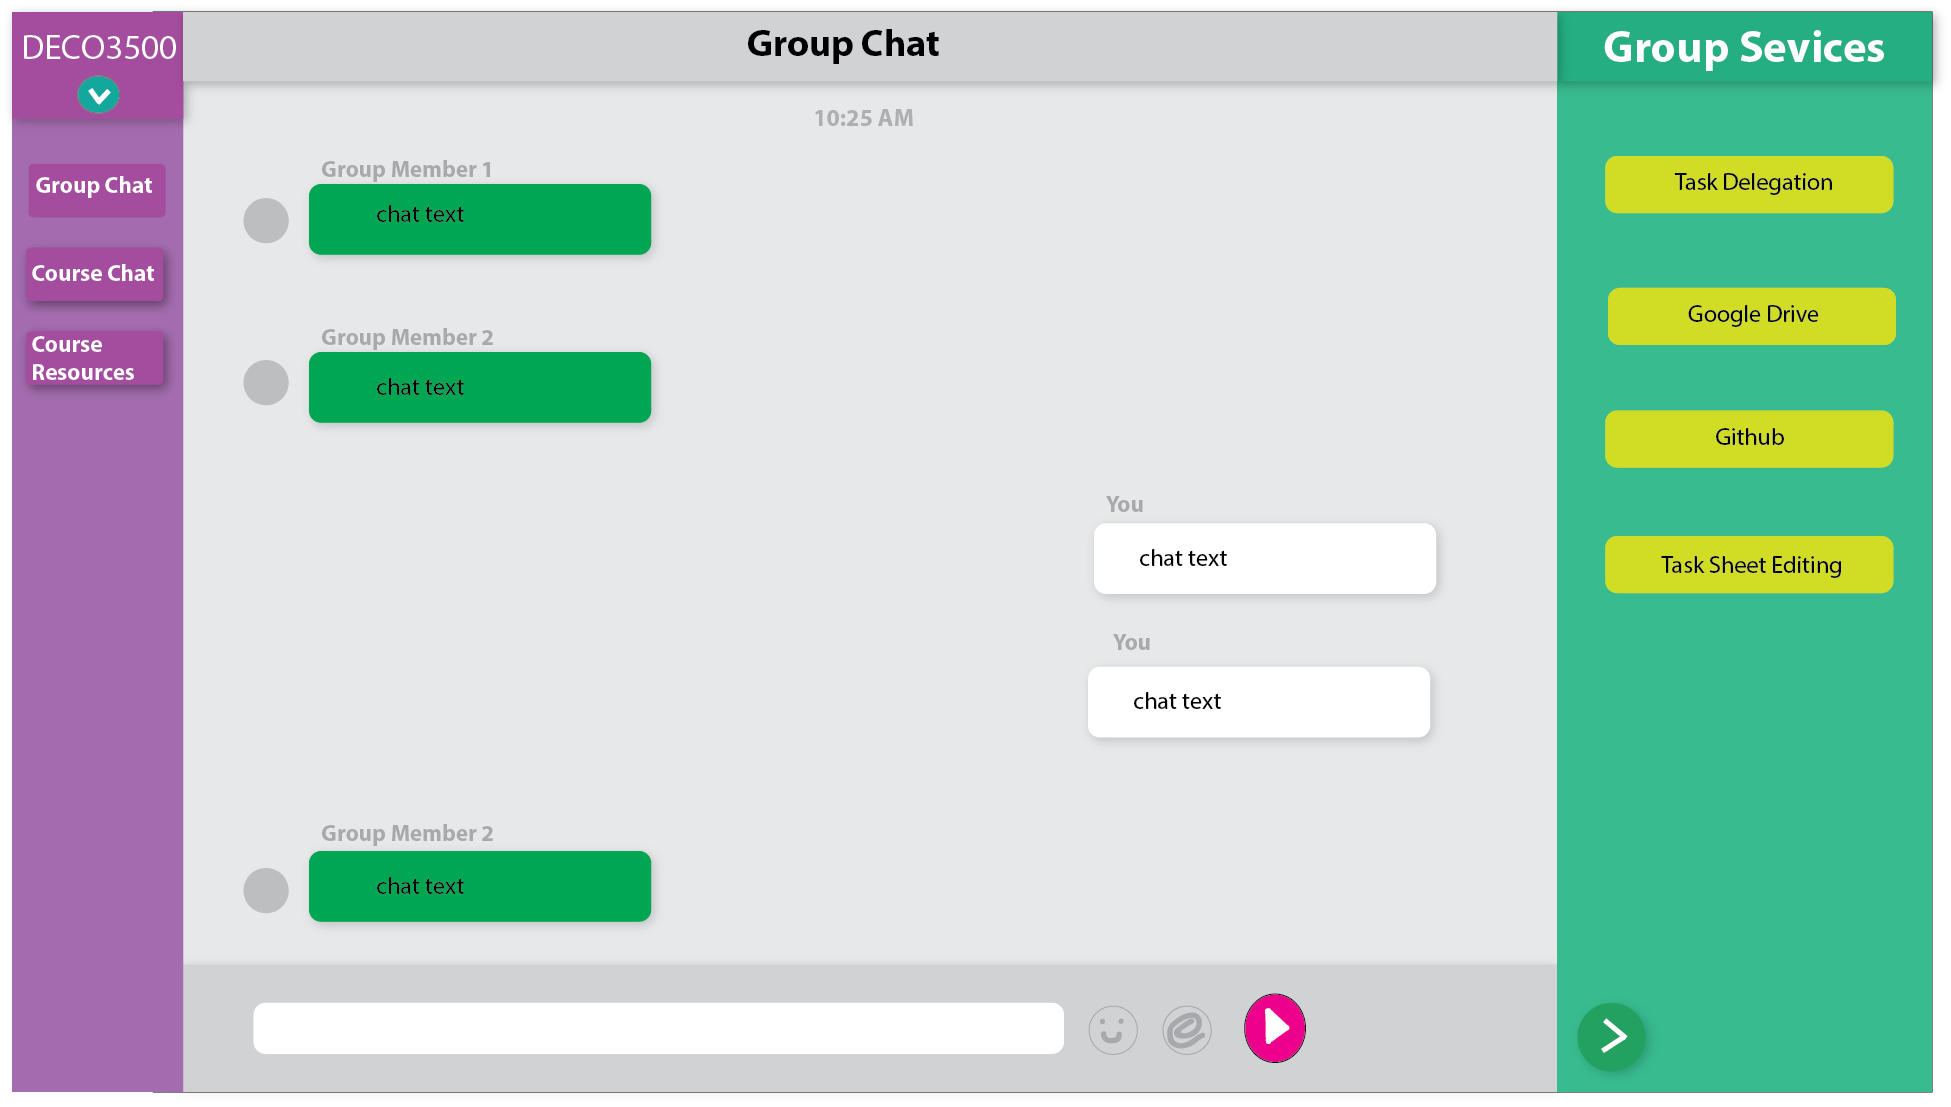 DECO3500
Group Chat
Course Chat
Course
Resources
Group Chat
10:25 AM
Group Member 1
chat text
Group Member 2
chat text
You
chat text
You
chat text
Group Member 2
chat text
Group Sevices
Task Delegation
Google Drive
Github
Task Sheet Editing